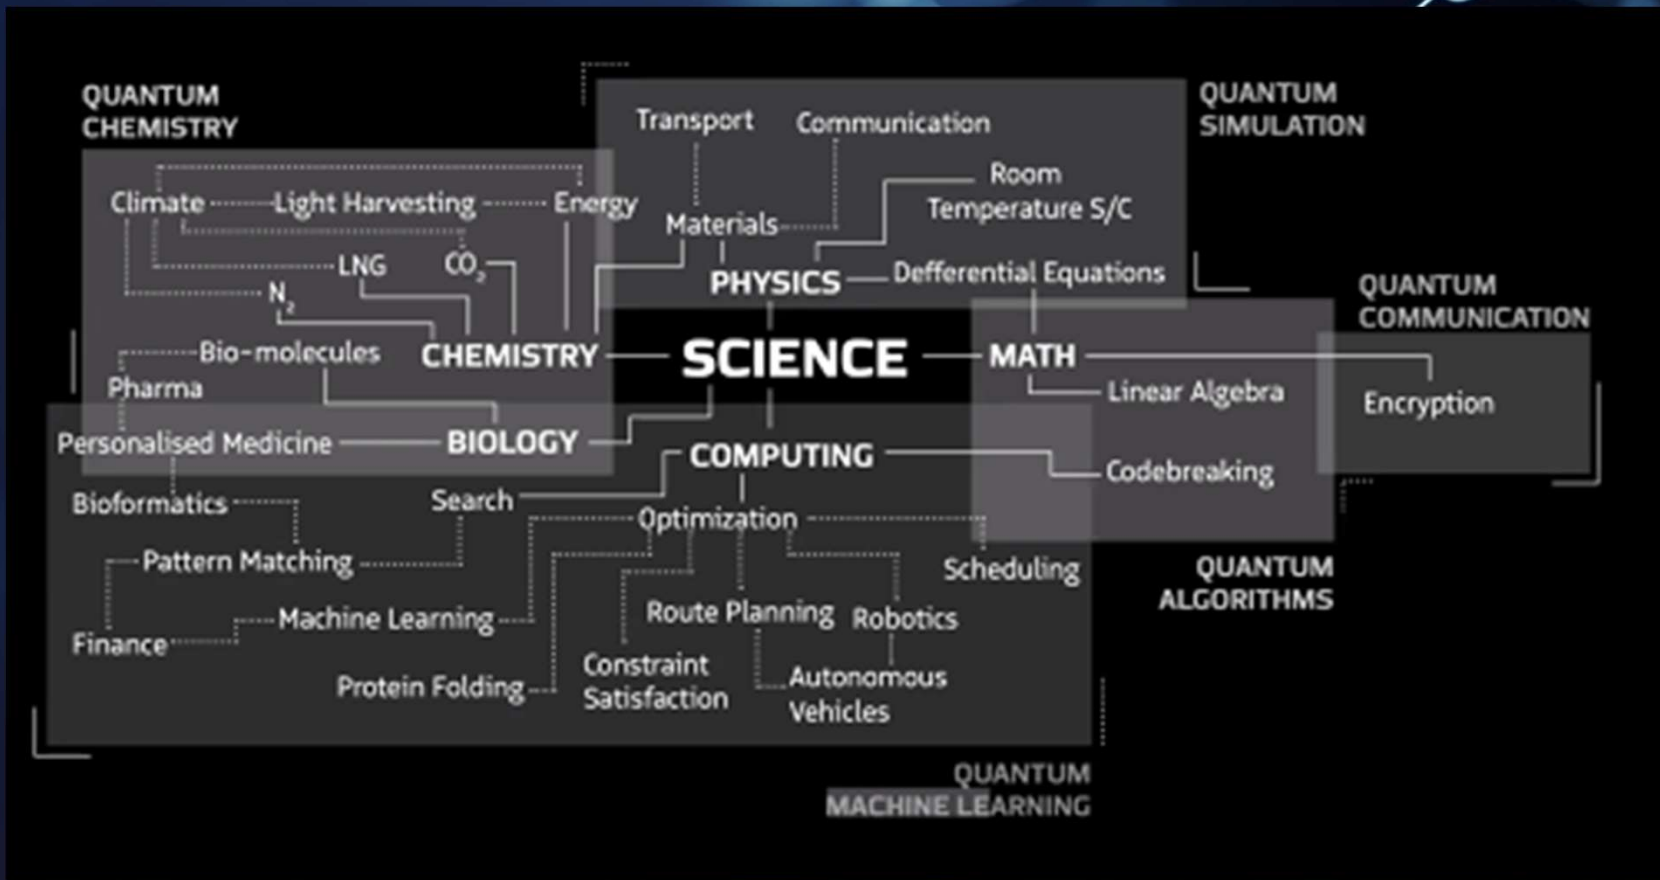 QUANTUM
CHEMISTRY
QUANTUM
SIMULATION
Transport
Communication
Room
Temperature S/C
Climate
Light Harvesting
Energy
Materials
LNG
CO₂
N₂
PHYSICS
Defferential Equations
QUANTUM
COMMUNICATION
Bio-molecules
CHEMISTRY
SCIENCE
MATH
Pharma
Linear Algebra
Encryption
Personalised Medicine
BIOLOGY
COMPUTING
Codebreaking
Bioformatics
Search
Optimization
Pattern Matching
Scheduling
QUANTUM
ALGORITHMS
Machine Learning
Route Planning
Robotics
Finance
Protein Folding
Constraint
Satisfaction
Autonomous
Vehicles
QUANTUM
MACHINE LEARNING